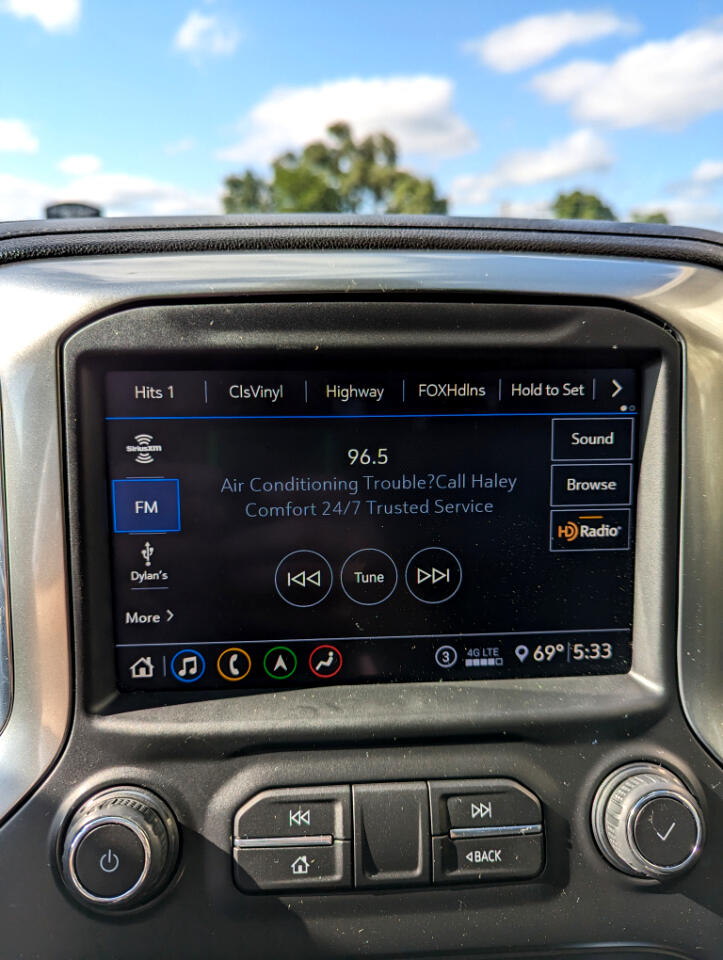 Hits 1 ClsVinyl Highway FOXHdlns Hold to Set
SiriusXM
FM
Dylan's
More
96.5
Air Conditioning Trouble?Call Haley
Comfort 24/7 Trusted Service
Tune
Sound
Browse
HD Radio
3 4G LTE 69° 5:33
BACK